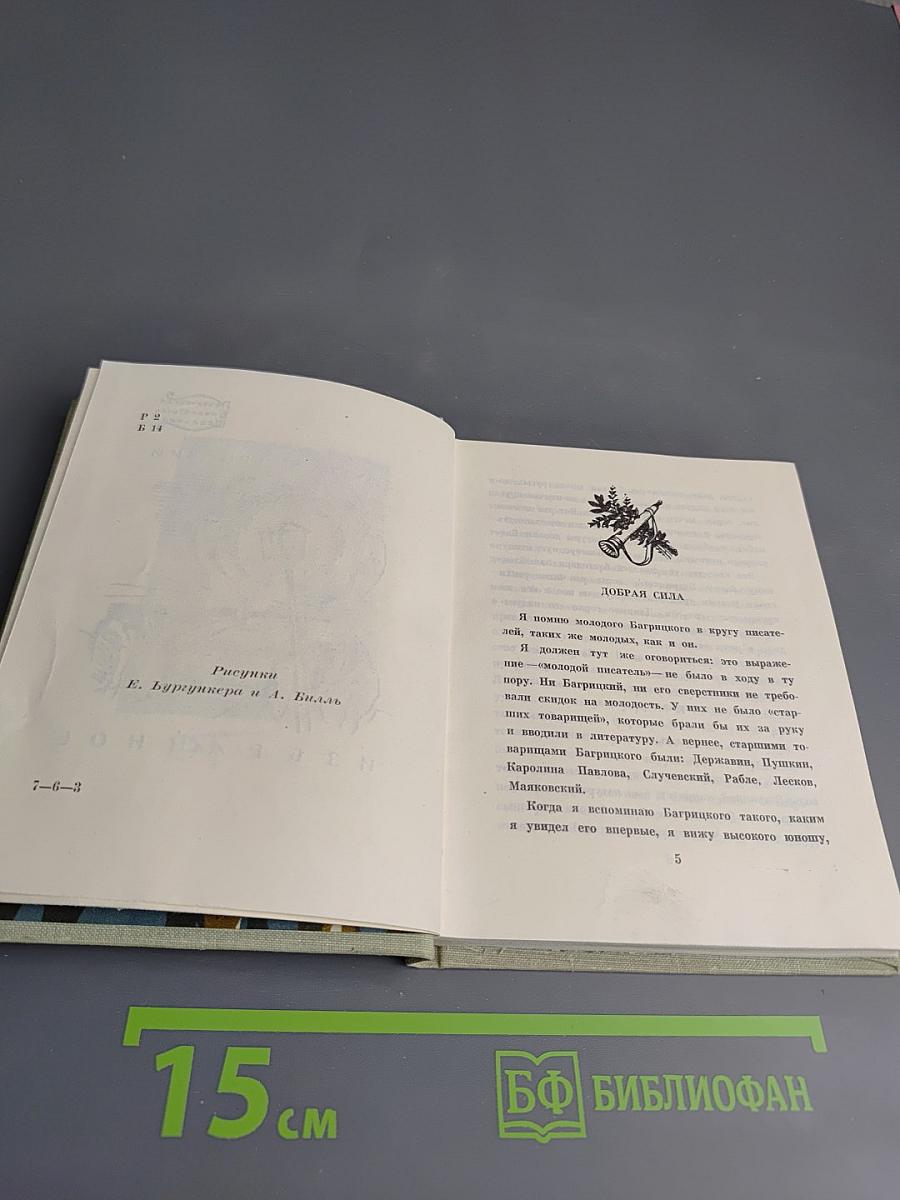 Р 2
Б 14
Рисунки
Е. Бургункера и А. Билль
7—6—3
ДОБРАЯ СИЛА
Я помню молодого Багрицкого в кругу писате-
лей, таких же молодых, как и он.
Я должен тут же оговориться: это выраже-
ние —«молодой писатель»— не было в ходу в ту
пору. Ни Багрицкий, ни его сверстники не требо-
вали скидок на молодость. У них не было «стар-
ших товарищей», которые брали бы их за руку
и вводили в литературу. А вернее, старшими то-
варищами Багрицкого были: Державин, Пушкин,
Каролина Павлова, Случевский, Рабле, Лесков,
Маяковский.
Когда я вспоминаю Багрицкого такого, каким
я увидел его впервые, я вижу высокого юношу,
5
15 см
БФ БИБЛИОФАН